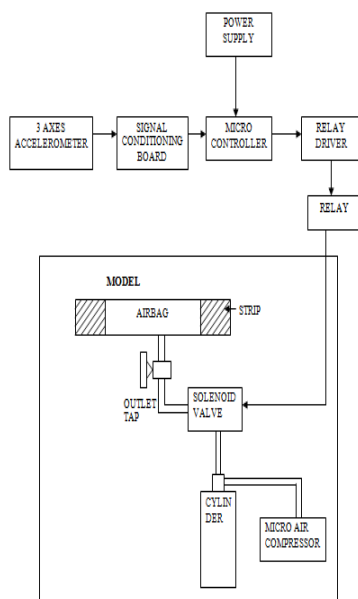 POWER
SUPPLY
3 AXES
ACCELEROMETER
SIGNAL
CONDITIONING
BOARD
MICRO
CONTROLLER
RELAY
DRIVER
RELAY
MODEL
AIRBAG
STRIP
OUTLET
TAP
SOLENOID
VALVE
CYLIN
DER
MICRO AIR
COMPRESSOR